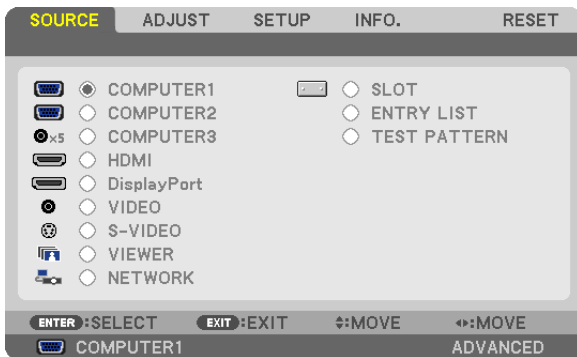 SOURCE ADJUST SETUP INFO. RESET
COMPUTER1 SLOT
COMPUTER2 ENTRY LIST
×5 COMPUTER3 TEST PATTERN
HDMI
DisplayPort
VIDEO
S-VIDEO
VIEWER
NETWORK
ENTER :SELECT EXIT :EXIT :MOVE :MOVE
COMPUTER1 ADVANCED